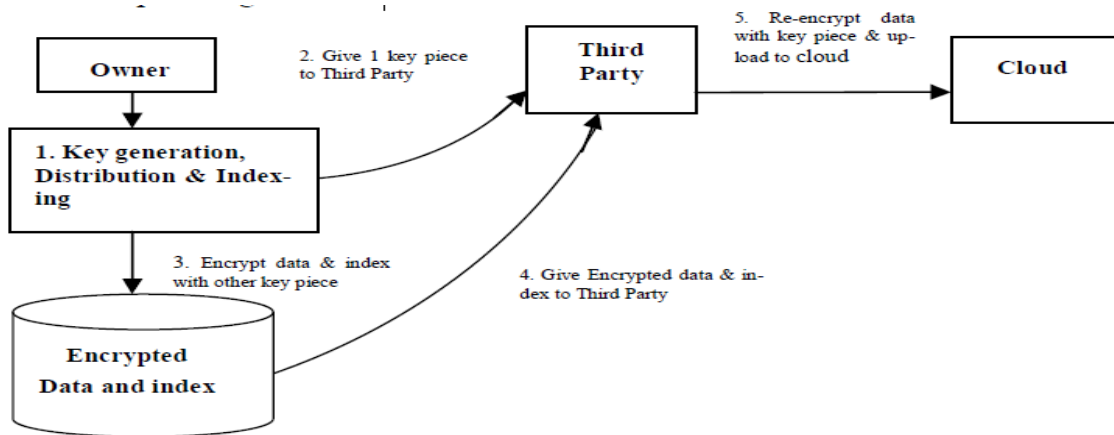 Owner
1. Key generation,
Distribution & Index-
ing
2. Give 1 key piece
to Third Party
Third
Party
5. Re-encrypt data
with key piece & up-
load to cloud
Cloud
3. Encrypt data & index
with other key piece
4. Give Encrypted data & in-
dex to Third Party
Encrypted
Data and index